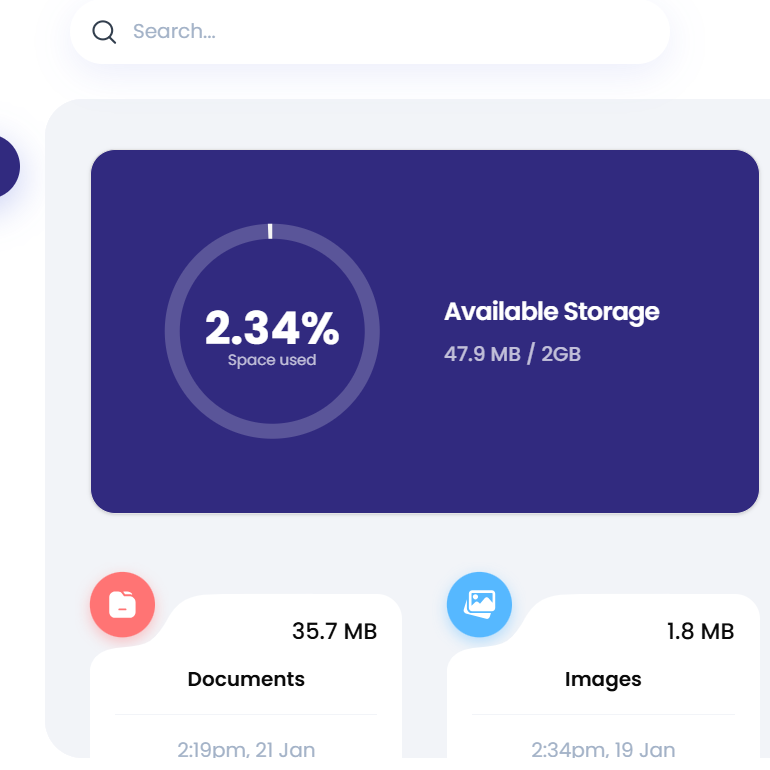 Search...
2.34%
Space used
Available Storage
47.9 MB / 2GB
35.7 MB
Documents
2:19pm, 21 Jan
1.8 MB
Images
2:34pm, 19 Jan